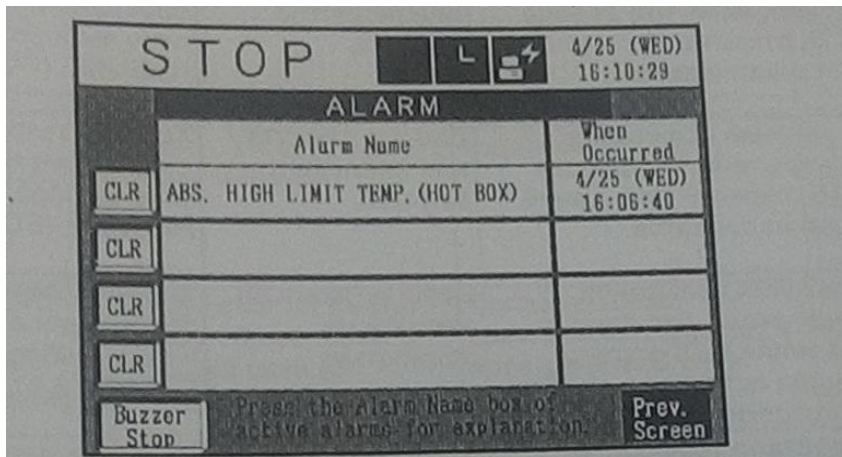 STOP
4/25 (WED)
16:10:29
ALARM
Alarm Name
When
Occurred
CLR
ABS. HIGH LIMIT TEMP. (HOT BOX)
4/25 (WED)
16:06:40
CLR
CLR
CLR
Buzzer
Stop
Press the Alarm Name box of
active alarms for explanation.
Prev.
Screen